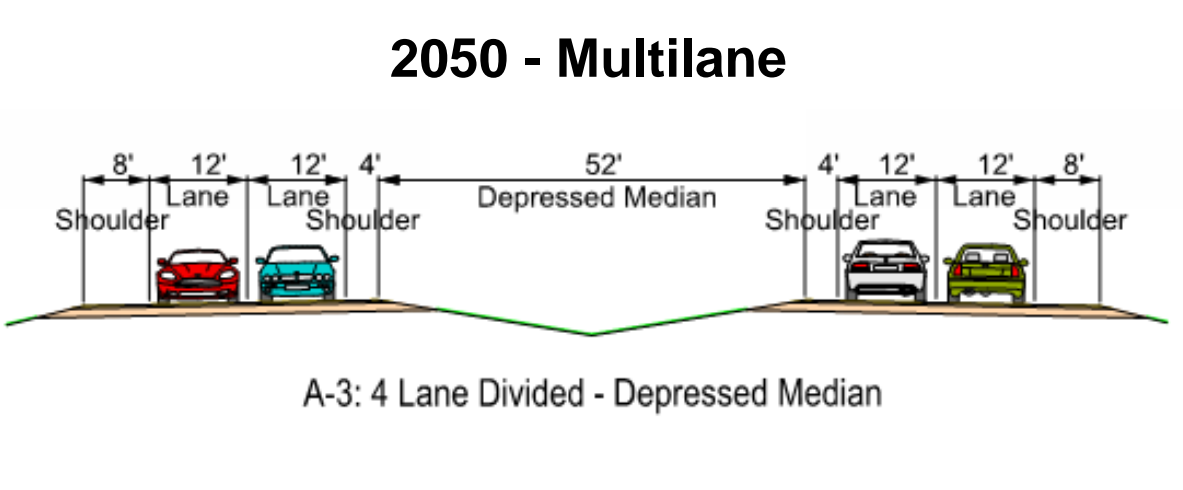 2050 - Multilane
8' 12' 12' 4' 52' 4' 12' 12' 8'
Lane Lane Depressed Median Lane Lane
Shoulder Shoulder Shoulder Shoulder
A-3: 4 Lane Divided - Depressed Median